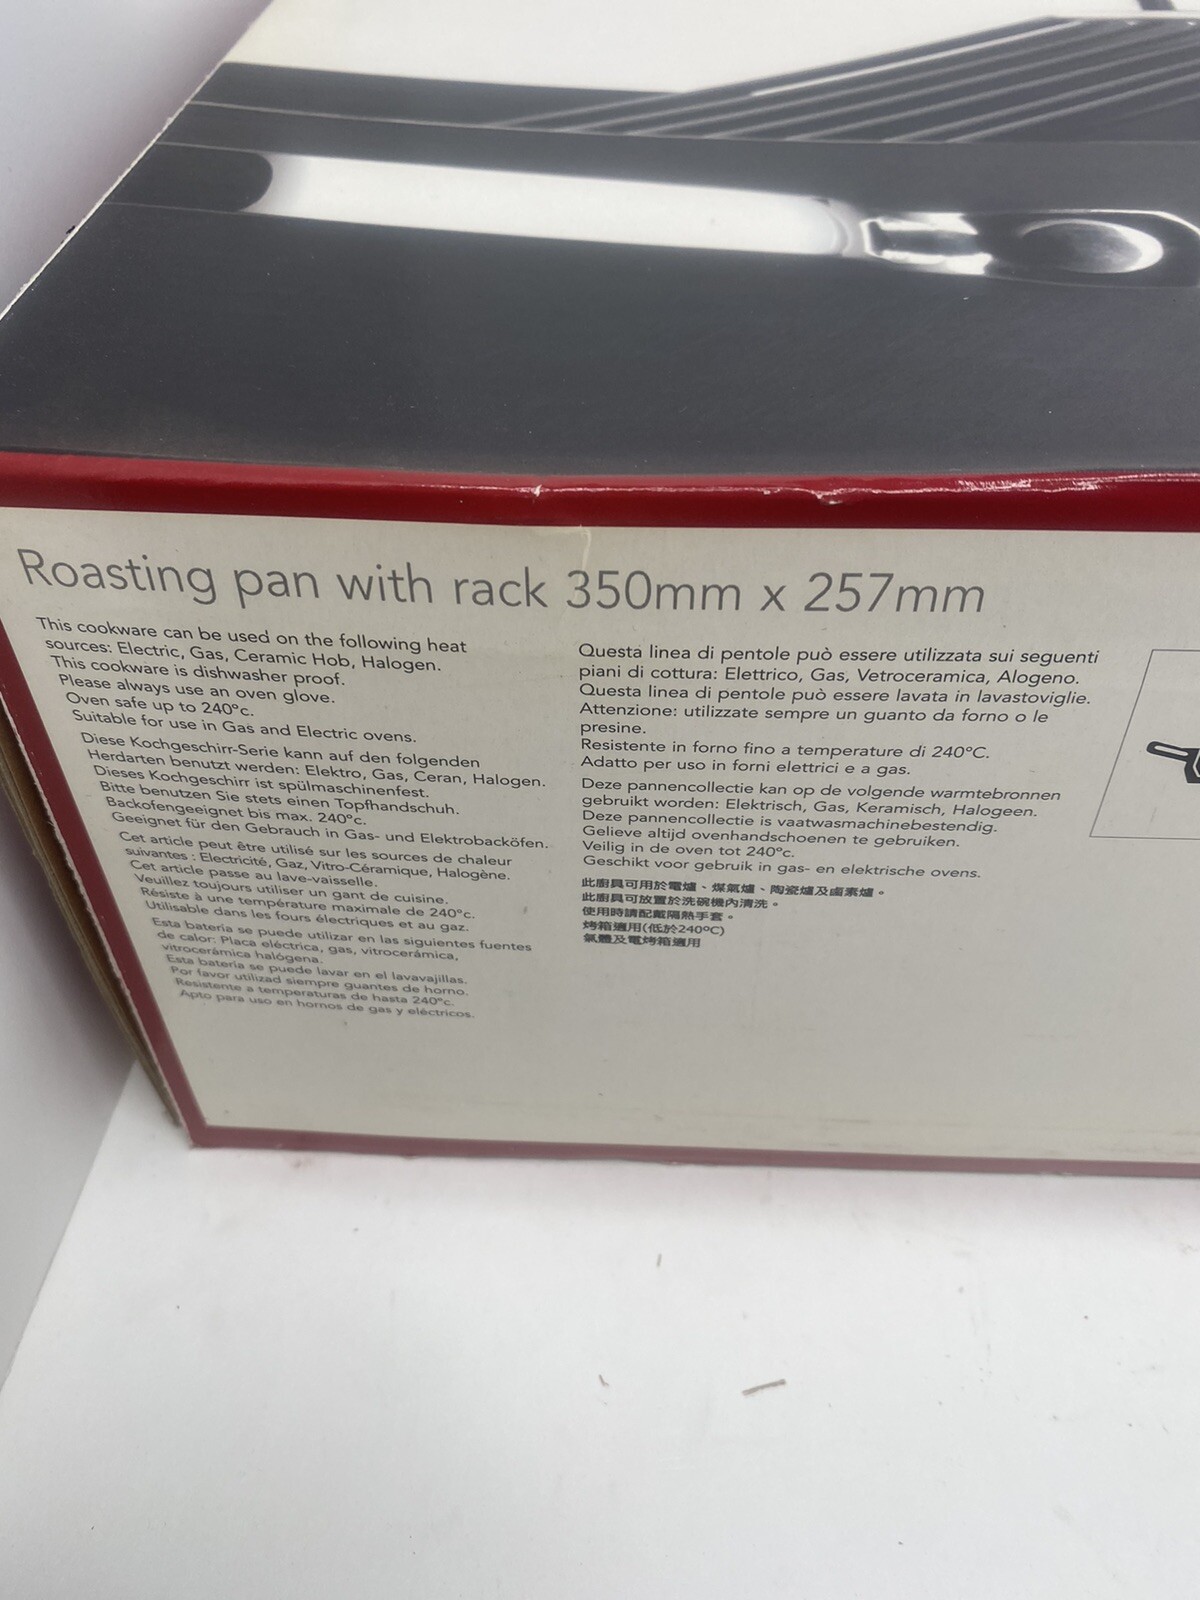 Roasting pan with rack 350mm x 257mm
This cookware can be used on the following heat
sources: Electric, Gas, Ceramic Hob, Halogen.
This cookware is dishwasher proof.
Please always use an oven glove.
Oven safe up to 240°c.
Suitable for use in Gas and Electric ovens.
Diese Kochgeschirr-Serie kann auf den folgenden
Herdarten benutzt werden: Elektro, Gas, Ceran, Halogen.
Dieses Kochgeschirr ist spülmaschinenfest.
Bitte benutzen Sie stets einen Topfhandschuh.
Backofengeeignet bis max. 240°c.
Geeignet für den Gebrauch in Gas- und Elektrobacköfen.
Cet article peut être utilisé sur les sources de chaleur
suivantes : Electricité, Gaz, Vitro-Céramique, Halogène.
Cet article passe au lave-vaisselle.
Veuillez toujours utiliser un gant de cuisine.
Résiste à une température maximale de 240°c.
Utilisable dans les fours électriques et au gaz.
Esta batería se puede utilizar en las siguientes fuentes
de calor: Placa eléctrica, gas, vitrocerámica,
vitrocerámica halógena.
Esta batería se puede lavar en el lavavajillas.
Por favor utilizad siempre guantes de horno.
Resistente a temperaturas de hasta 240°c.
Apto para uso en hornos de gas y eléctricos.
Questa linea di pentole può essere utilizzata sui seguenti
piani di cottura: Elettrico, Gas, Vetroceramica, Alogeno.
Questa linea di pentole può essere lavata in lavastoviglie.
Attenzione: utilizzate sempre un guanto da forno o le
presine.
Resistente in forno fino a temperature di 240°C.
Adatto per uso in forni elettrici e a gas.
Deze pannencollectie kan op de volgende warmtebronnen
gebruikt worden: Elektrisch, Gas, Keramisch, Halogeen.
Deze pannencollectie is vaatwasmachinebestendig.
Gelieve altijd ovenhandschoenen te gebruiken.
Veilig in de oven tot 240°c.
Geschikt voor gebruik in gas- en elektrische ovens.
此廚具可用於電爐、煤氣爐、陶瓷爐及鹵素爐。
此廚具可放置於洗碗機內清洗。
使用時請配戴隔熱手套。
烤箱適用(低於240ºC)
氣體及電烤箱適用